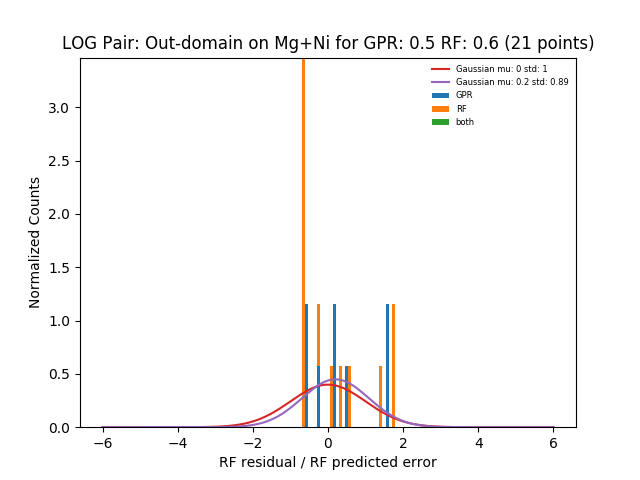 LOG Pair: Out-domain on Mg+Ni for GPR: 0.5 RF: 0.6 (21 points)
Gaussian mu: 0 std: 1
Gaussian mu: 0.2 std: 0.89
GPR
RF
both
Normalized Counts
3.0
2.5
2.0
1.5
1.0
0.5
0.0
−6
−4
−2
0
2
4
6
RF residual / RF predicted error